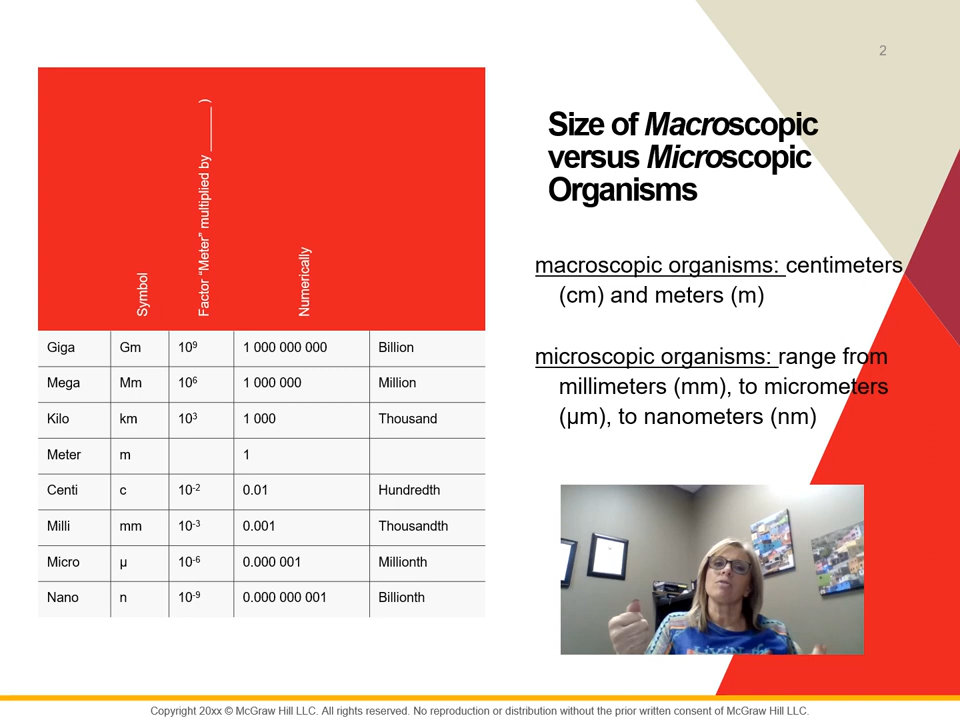 2
Size of Macroscopic
versus Microscopic
Organisms
macroscopic organisms: centimeters
(cm) and meters (m)
microscopic organisms: range from
millimeters (mm), to micrometers
(µm), to nanometers (nm)
Symbol
Factor “Meter” multiplied by ______ )
Numerically
Giga Gm 10⁹ 1 000 000 000 Billion
Mega Mm 10⁶ 1 000 000 Million
Kilo km 10³ 1 000 Thousand
Meter m 1
Centi c 10⁻² 0.01 Hundredth
Milli mm 10⁻³ 0.001 Thousandth
Micro µ 10⁻⁶ 0.000 001 Millionth
Nano n 10⁻⁹ 0.000 000 001 Billionth
Copyright 20xx © McGraw Hill LLC. All rights reserved. No reproduction or distribution without the prior written consent of McGraw Hill LLC.